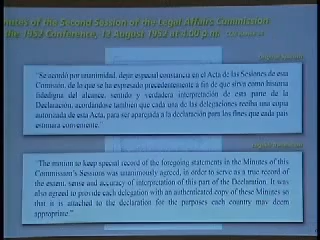 Minutes of the Second Session of the Legal Affairs Commission
the 1952 Conference, 12 August 1952 at 4.00 p.m.
"Se acordó por unanimidad, dejar especial constancia en el Acta de las Sesiones de esta
Comisión, de lo que se ha expresado precedentemente a fin de que sirva como historia
fidedigna del alcance, sentido y verdadera interpretación de esta parte de la
Declaración, acordándose también que cada una de las delegaciones reciba una copia
autorizada de esta Acta, para ser aparejada a la declaración para los fines que cada país
estimara conveniente."
"The motion to keep special record of the foregoing statements in the Minutes of this
Commission's Session was unanimously agreed, in order to serve as a true record of
the extent, sense and accuracy of interpretation of this part of the Declaration. It was
also agreed to provide each delegation with an authenticated copy of these Minutes so
that it is attached to the declaration for the purposes each country may deem
appropriate."